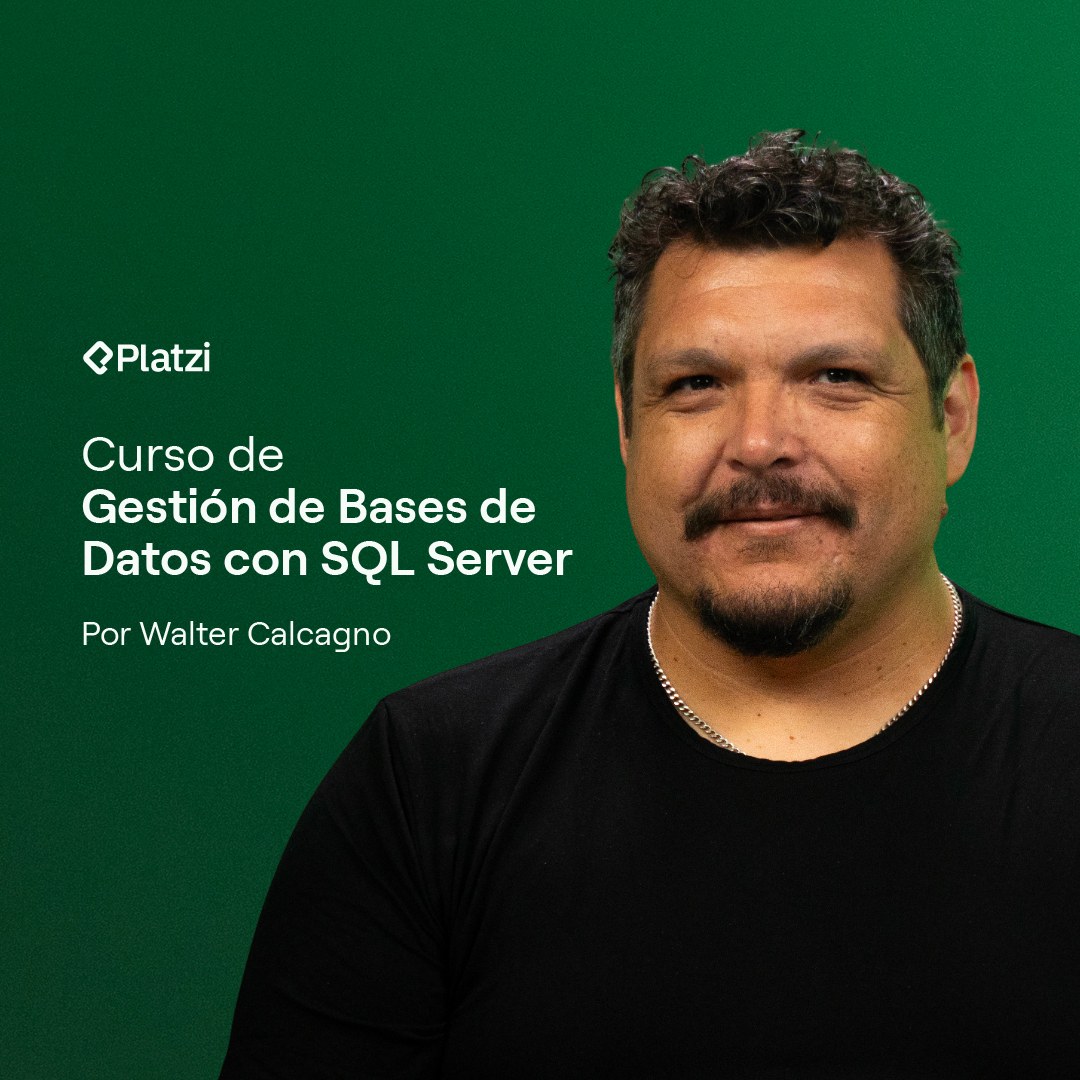 Platzi
Curso de
Gestión de Bases de
Datos con SQL Server
Por Walter Calcagno